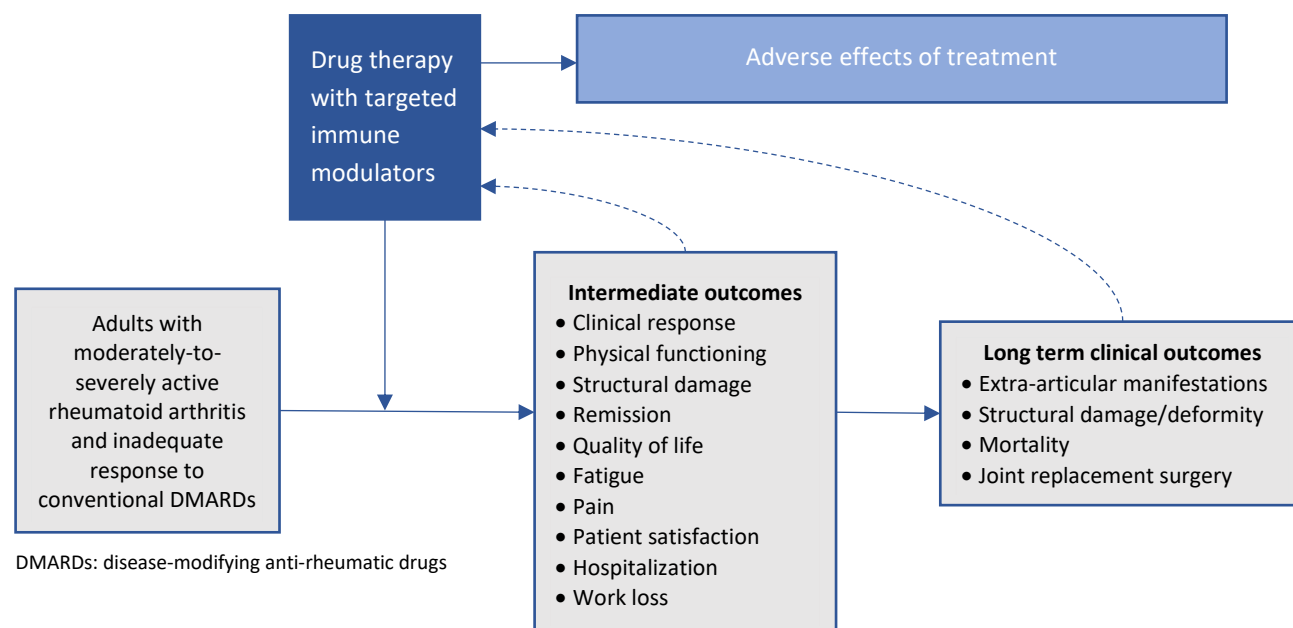 Drug therapy
with targeted
immune
modulators
Adverse effects of treatment
Adults with
moderately-to-
severely active
rheumatoid arthritis
and inadequate
response to
conventional DMARDs
Intermediate outcomes
• Clinical response
• Physical functioning
• Structural damage
• Remission
• Quality of life
• Fatigue
• Pain
• Patient satisfaction
• Hospitalization
• Work loss
Long term clinical outcomes
• Extra-articular manifestations
• Structural damage/deformity
• Mortality
• Joint replacement surgery
DMARDs: disease-modifying anti-rheumatic drugs